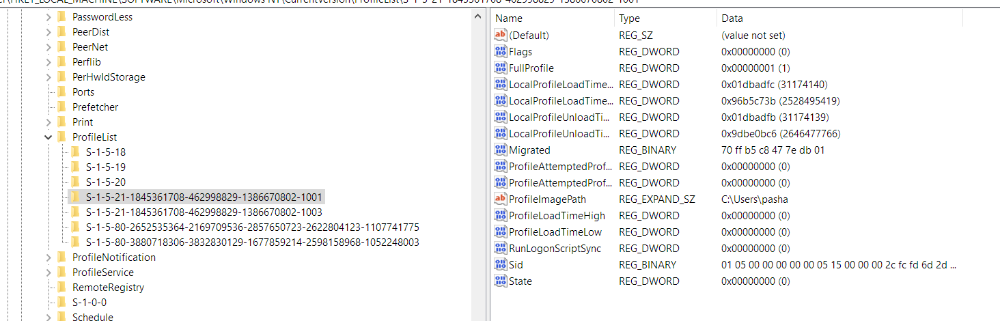 PasswordLess
PeerDist
PeerNet
Perflib
PerHwIdStorage
Ports
Prefetcher
Print
ProfileList
S-1-5-18
S-1-5-19
S-1-5-20
S-1-5-21-1845361708-462998829-1386670802-1001
S-1-5-21-1845361708-462998829-1386670802-1003
S-1-5-80-2652535364-2169709536-2857650723-2622804123-1107741775
S-1-5-80-3880718306-3832830129-1677859214-2598158968-1052248003
ProfileNotification
ProfileService
RemoteRegistry
S-1-0-0
Schedule
Name Type Data
(Default) REG_SZ (value not set)
Flags REG_DWORD 0x00000000 (0)
FullProfile REG_DWORD 0x00000001 (1)
LocalProfileLoadTime... REG_DWORD 0x01dbadfc (31174140)
LocalProfileLoadTime... REG_DWORD 0x96b5c73b (2528495419)
LocalProfileUnloadTi... REG_DWORD 0x01dbadfb (31174139)
LocalProfileUnloadTi... REG_DWORD 0x9dbe0bc6 (2646477766)
Migrated REG_BINARY 70 ff b5 c8 47 7e db 01
ProfileAttemptedProf... REG_DWORD 0x00000000 (0)
ProfileAttemptedProf... REG_DWORD 0x00000000 (0)
ProfileImagePath REG_EXPAND_SZ C:\Users\pasha
ProfileLoadTimeHigh REG_DWORD 0x00000000 (0)
ProfileLoadTimeLow REG_DWORD 0x00000000 (0)
RunLogonScriptSync REG_DWORD 0x00000000 (0)
Sid REG_BINARY 01 05 00 00 00 00 00 05 15 00 00 00 2c fc fd 6d 2d ...
State REG_DWORD 0x00000000 (0)